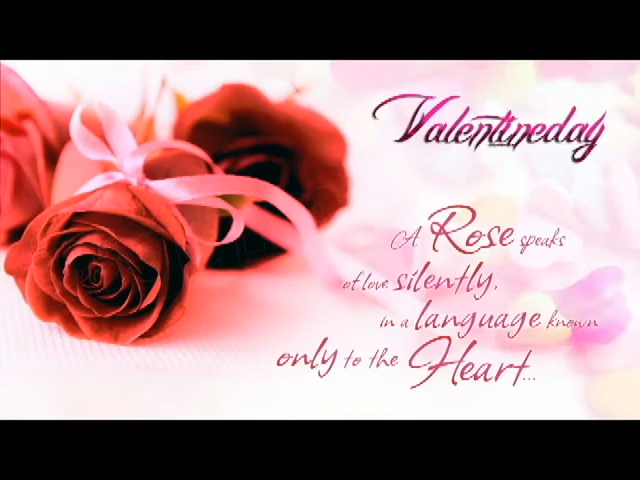 Valentineday
A Rose speaks
of love silently,
in a language known
only to the Heart...